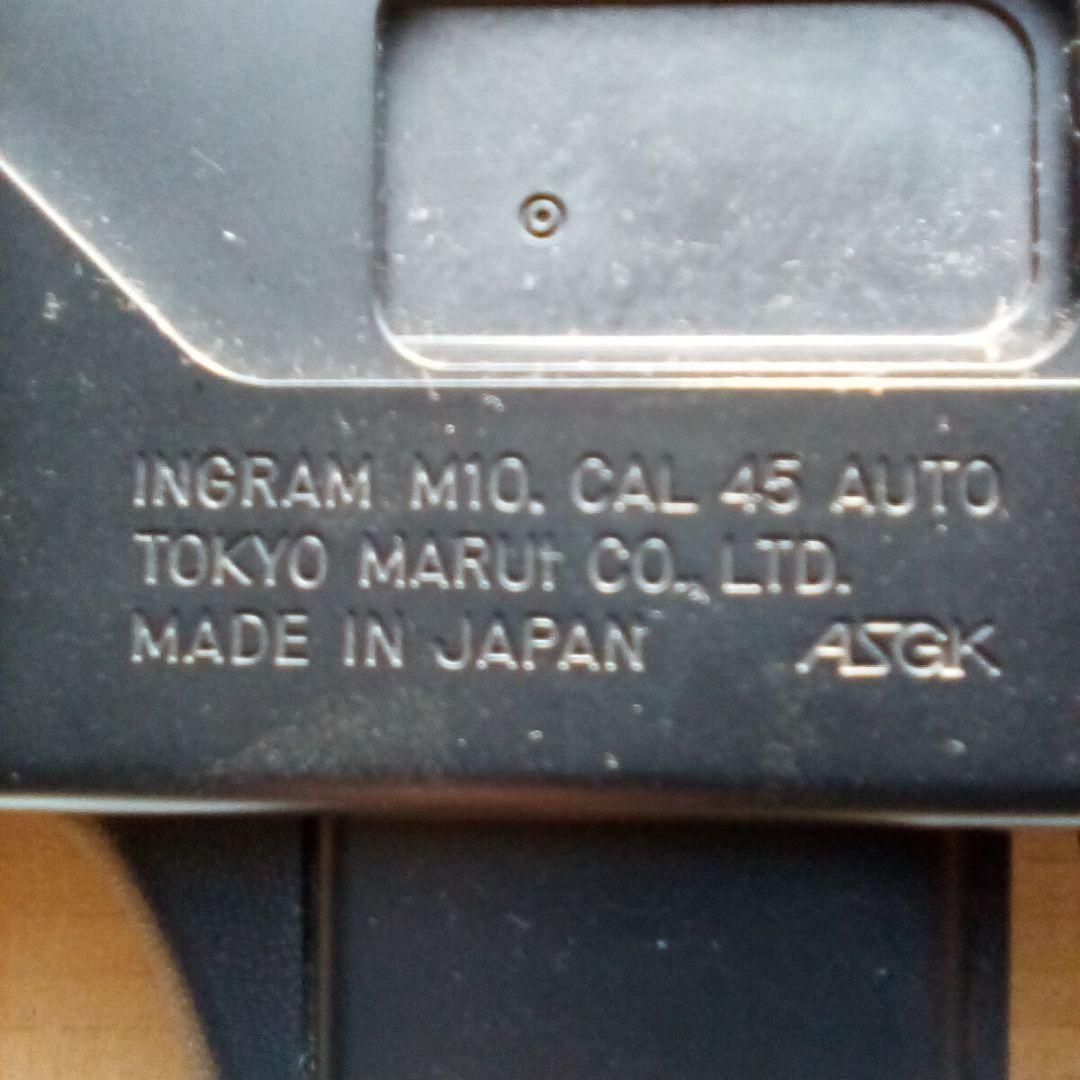 INGRAM M10. CAL 45 AUTO
TOKYO MARUI CO., LTD.
MADE IN JAPAN ASGK